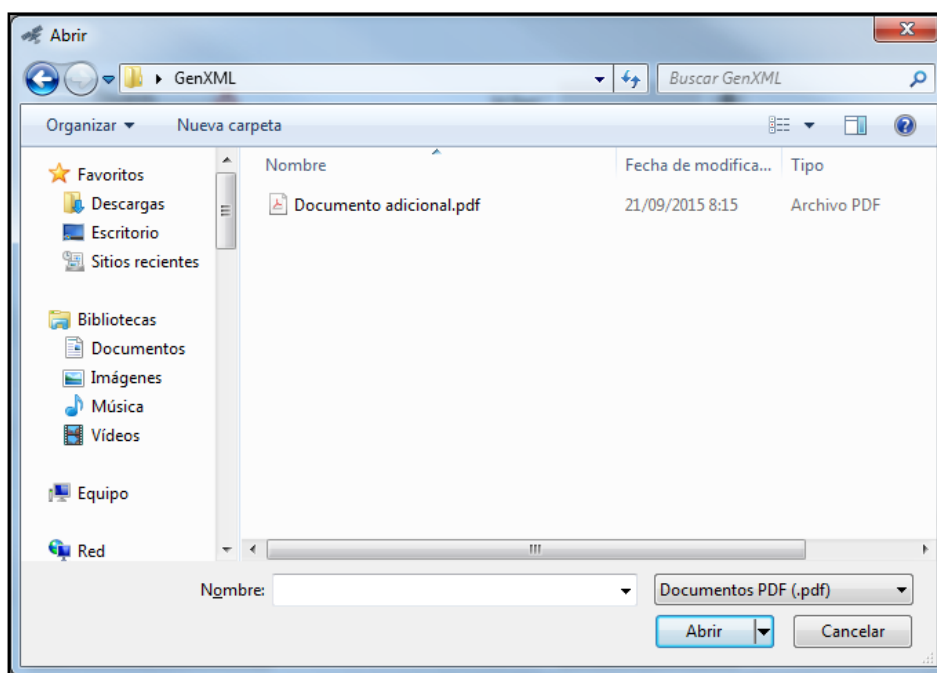 Abrir
GenXML
Buscar GenXML
Organizar
Nueva carpeta
Nombre
Fecha de modifica...
Tipo
Favoritos
Descargas
Escritorio
Sitios recientes
Bibliotecas
Documentos
Imágenes
Música
Vídeos
Equipo
Red
Documento adicional.pdf
21/09/2015 8:15
Archivo PDF
Nombre:
Documentos PDF (.pdf)
Abrir
Cancelar